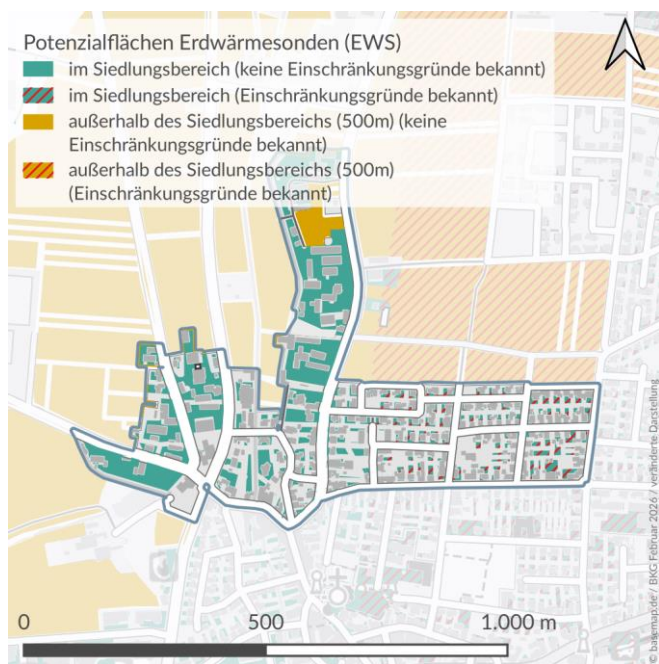 Potenzialflächen Erdwärmesonden (EWS)
im Siedlungsbereich (keine Einschränkungsgründe bekannt)
im Siedlungsbereich (Einschränkungsgründe bekannt)
außerhalb des Siedlungsbereichs (500m) (keine
Einschränkungsgründe bekannt)
außerhalb des Siedlungsbereichs (500m)
(Einschränkungsgründe bekannt)
0 500 1.000 m
© basemap.de / BKG Februar 2026 / veränderte Darstellung